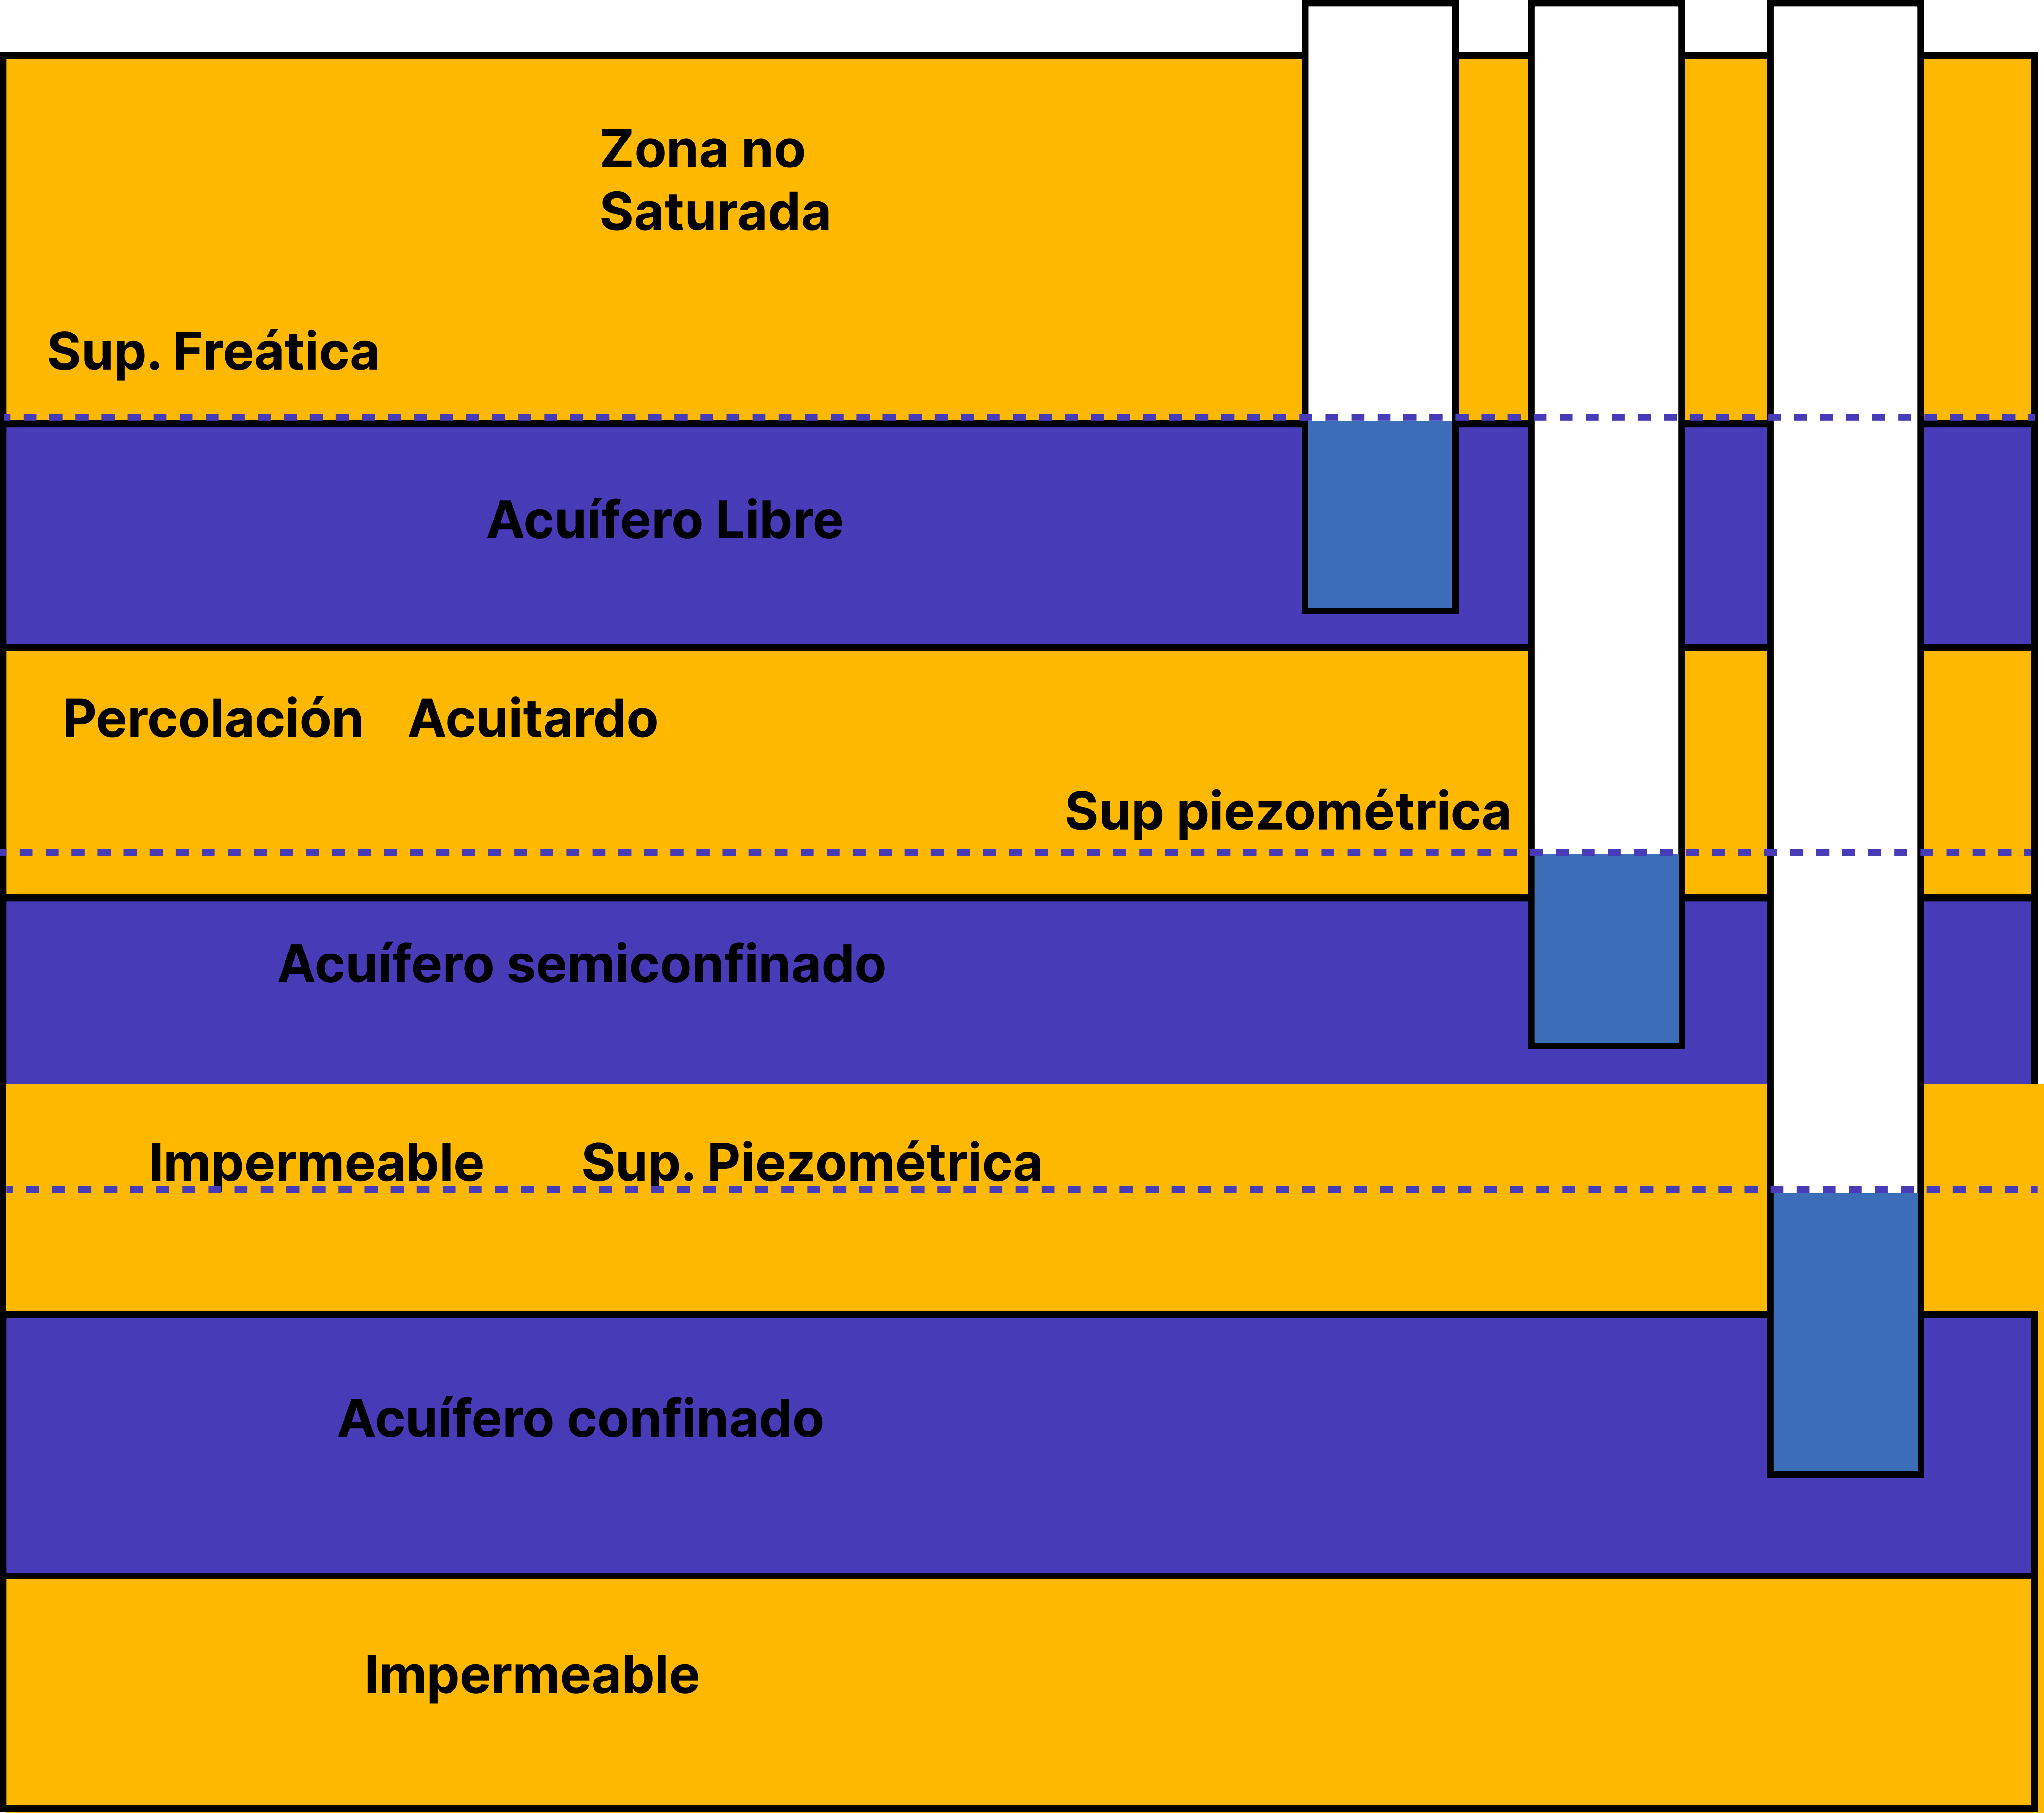 Zona no
Saturada
Sup. Freática
Acuífero Libre
Percolación Acuitardo
Sup piezométrica
Acuífero semiconfinado
Impermeable Sup. Piezométrica
Acuífero confinado
Impermeable